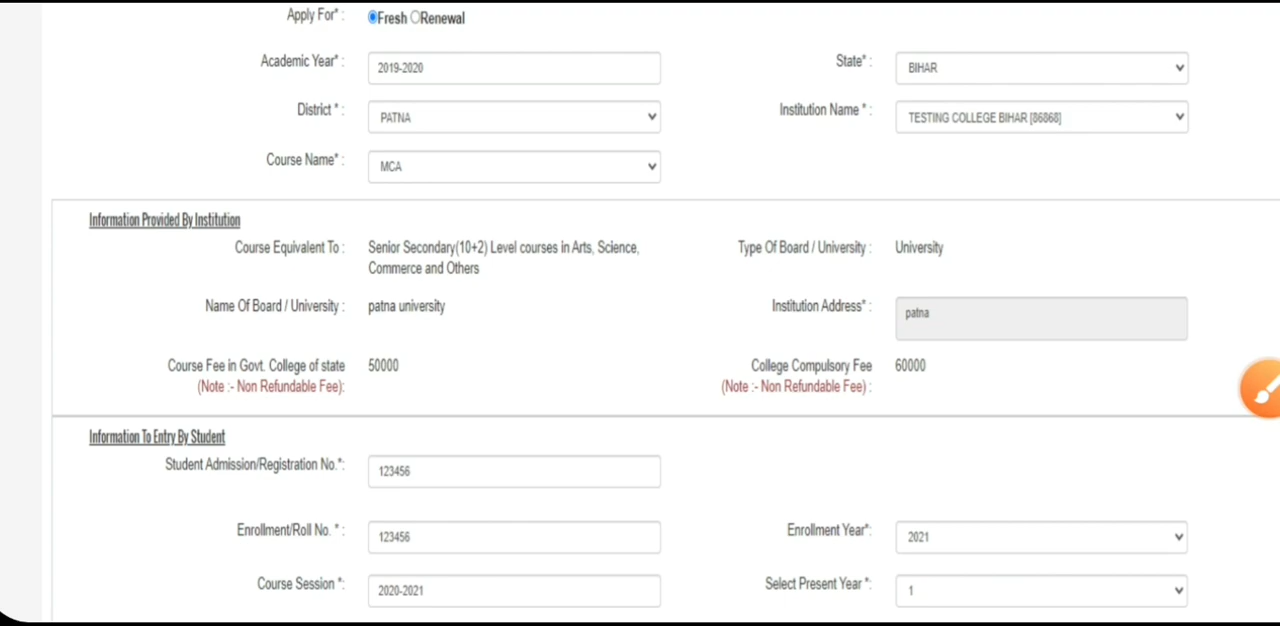 Apply For* : Fresh Renewal
Academic Year* : 2019-2020 State* : BIHAR
District * : PATNA Institution Name * : TESTING COLLEGE BIHAR [86868]
Course Name* : MCA
Information Provided By Institution
Course Equivalent To : Senior Secondary(10+2) Level courses in Arts, Science, Type Of Board / University : University
Commerce and Others
Name Of Board / University : patna university Institution Address* : patna
Course Fee in Govt. College of state 50000 College Compulsory Fee 60000
(Note :- Non Refundable Fee): (Note :- Non Refundable Fee) :
Information To Entry By Student
Student Admission/Registration No.*: 123456
Enrollment/Roll No. * : 123456 Enrollment Year*: 2021
Course Session *: 2020-2021 Select Present Year *: 1